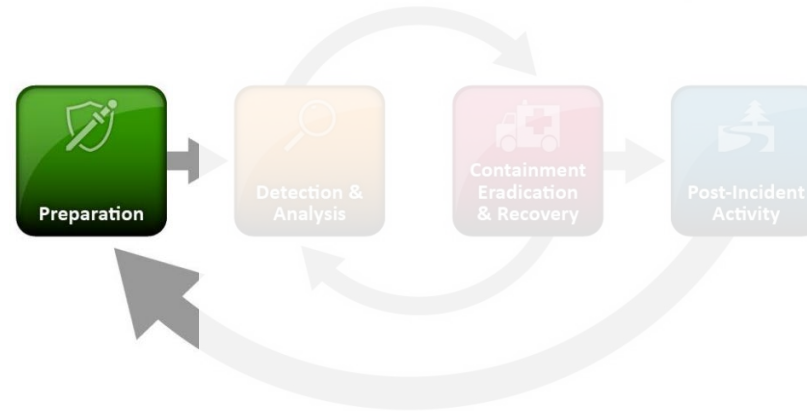 Preparation
Detection &
Analysis
Containment
Eradication
& Recovery
Post-Incident
Activity